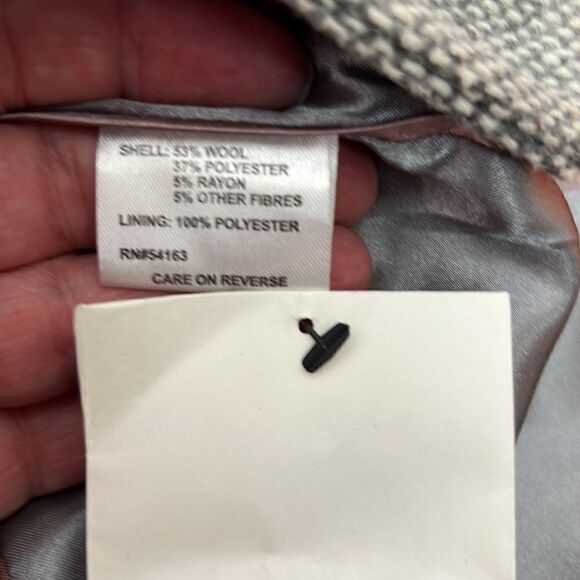 SHELL: 53% WOOL
37% POLYESTER
5% RAYON
5% OTHER FIBRES
LINING: 100% POLYESTER
RN#54163
CARE ON REVERSE